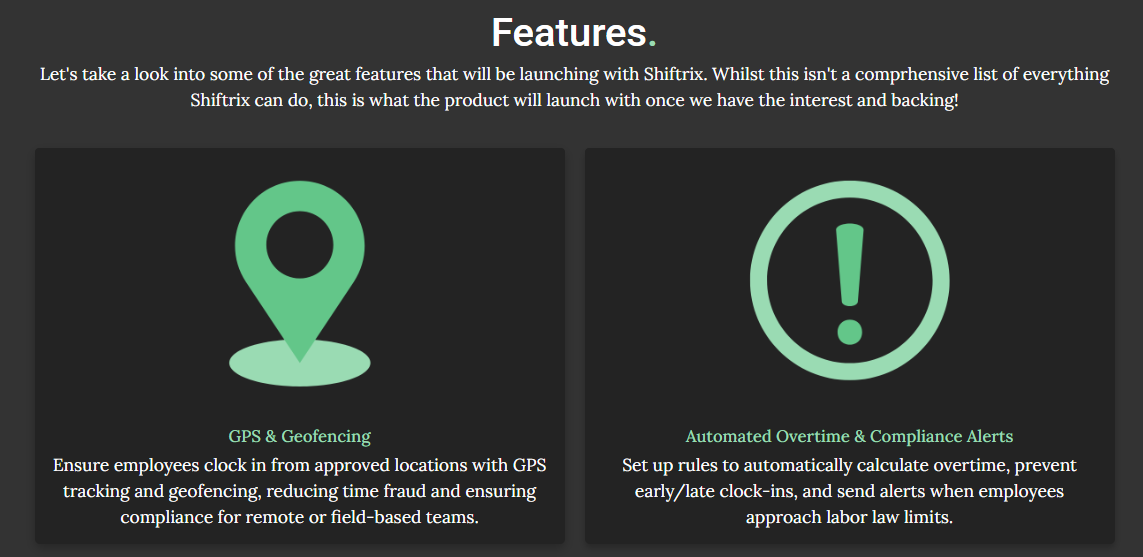 Features.
Let's take a look into some of the great features that will be launching with Shiftrix. Whilst this isn't a comprhensive list of everything
Shiftrix can do, this is what the product will launch with once we have the interest and backing!
GPS & Geofencing
Ensure employees clock in from approved locations with GPS
tracking and geofencing, reducing time fraud and ensuring
compliance for remote or field-based teams.
Automated Overtime & Compliance Alerts
Set up rules to automatically calculate overtime, prevent
early/late clock-ins, and send alerts when employees
approach labor law limits.